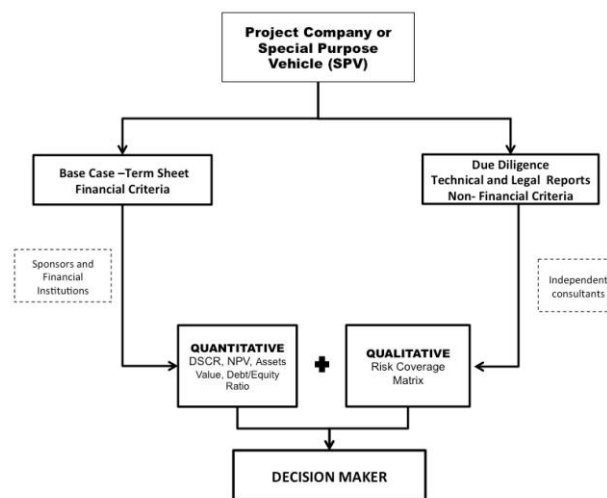 Project Company or
Special Purpose
Vehicle (SPV)
Base Case –Term Sheet
Financial Criteria
Due Diligence
Technical and Legal Reports
Non- Financial Criteria
Sponsors and
Financial
Institutions
Independent
consultants
QUANTITATIVE
DSCR, NPV, Assets
Value, Debt/Equity
Ratio
QUALITATIVE
Risk Coverage
Matrix
DECISION MAKER